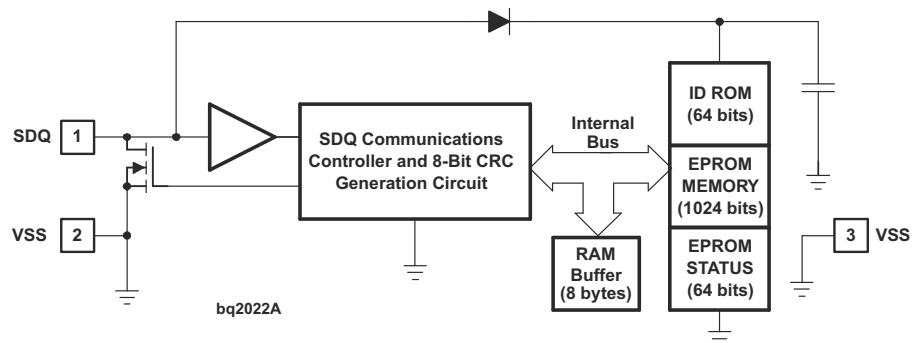 SDQ
1
VSS
2
SDQ Communications
Controller and 8-Bit CRC
Generation Circuit
Internal
Bus
RAM
Buffer
(8 bytes)
ID ROM
(64 bits)
EPROM
MEMORY
(1024 bits)
EPROM
STATUS
(64 bits)
3
VSS
bq2022A